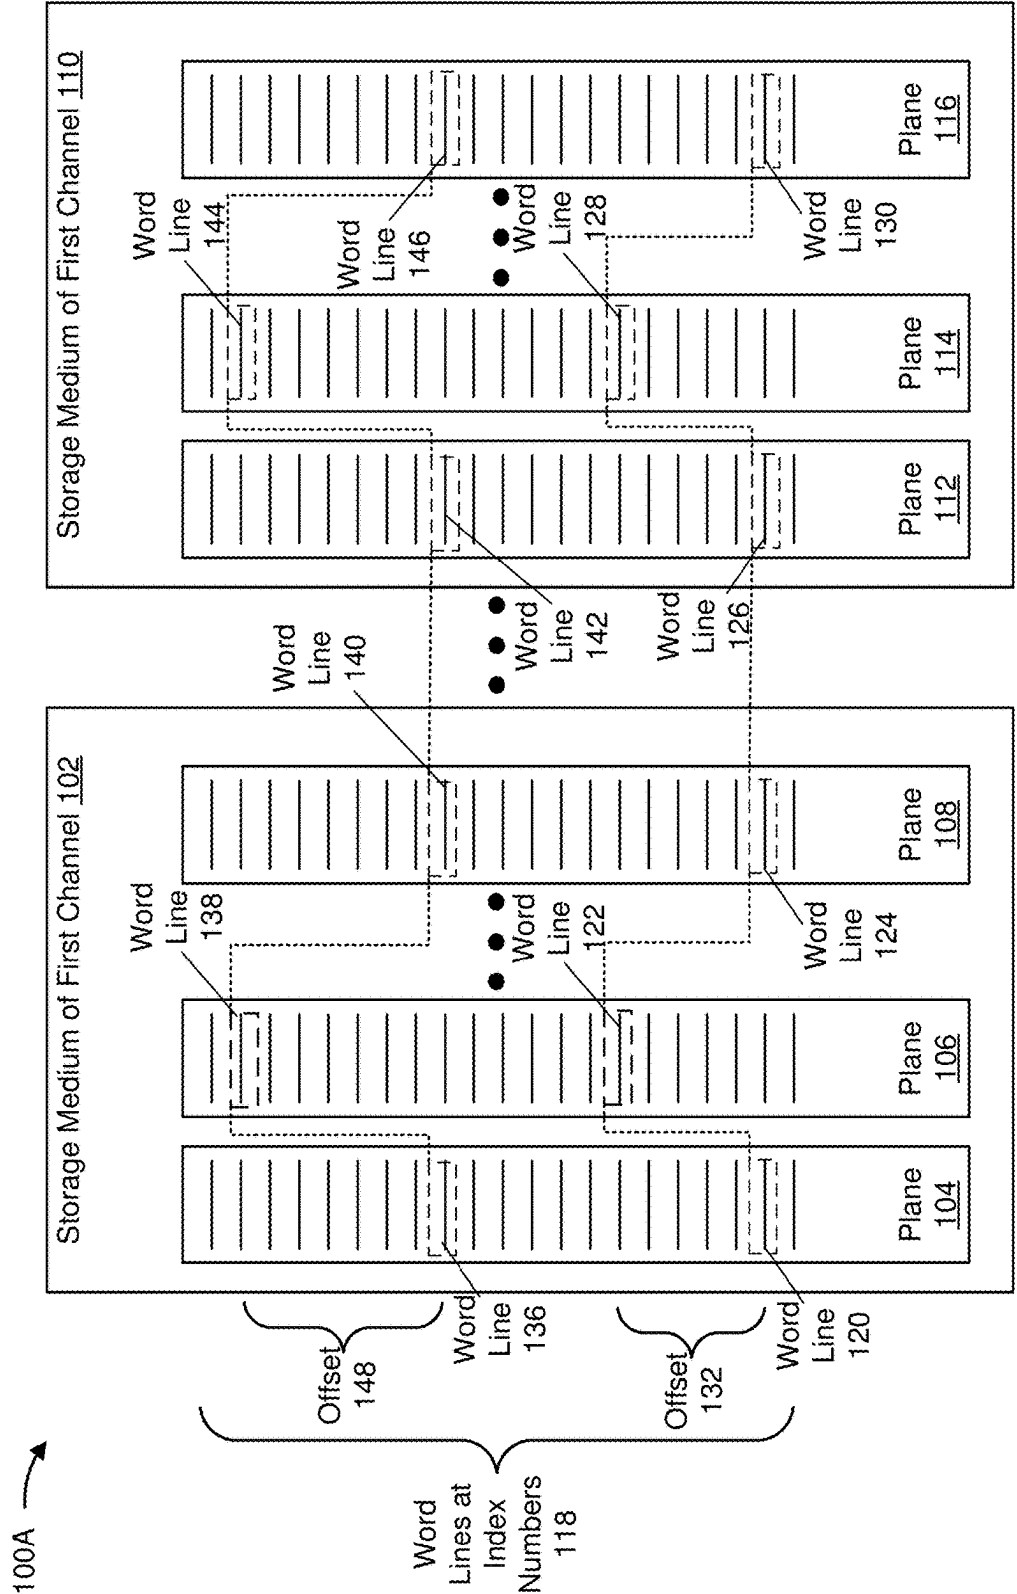 100A
Storage Medium of First Channel 102
Storage Medium of First Channel 110
Word
Line
138
Word
Line
140
Word
Line
144
Word
Line
146
Offset
148
Word
Line
136
Word
Line
142
Word
Lines at
Index
Numbers
118
Word
Line
122
Word
Line
128
Offset
132
Word
Line
120
Word
Line
124
Word
Line
126
Word
Line
130
Plane
104
Plane
106
Plane
108
Plane
112
Plane
114
Plane
116